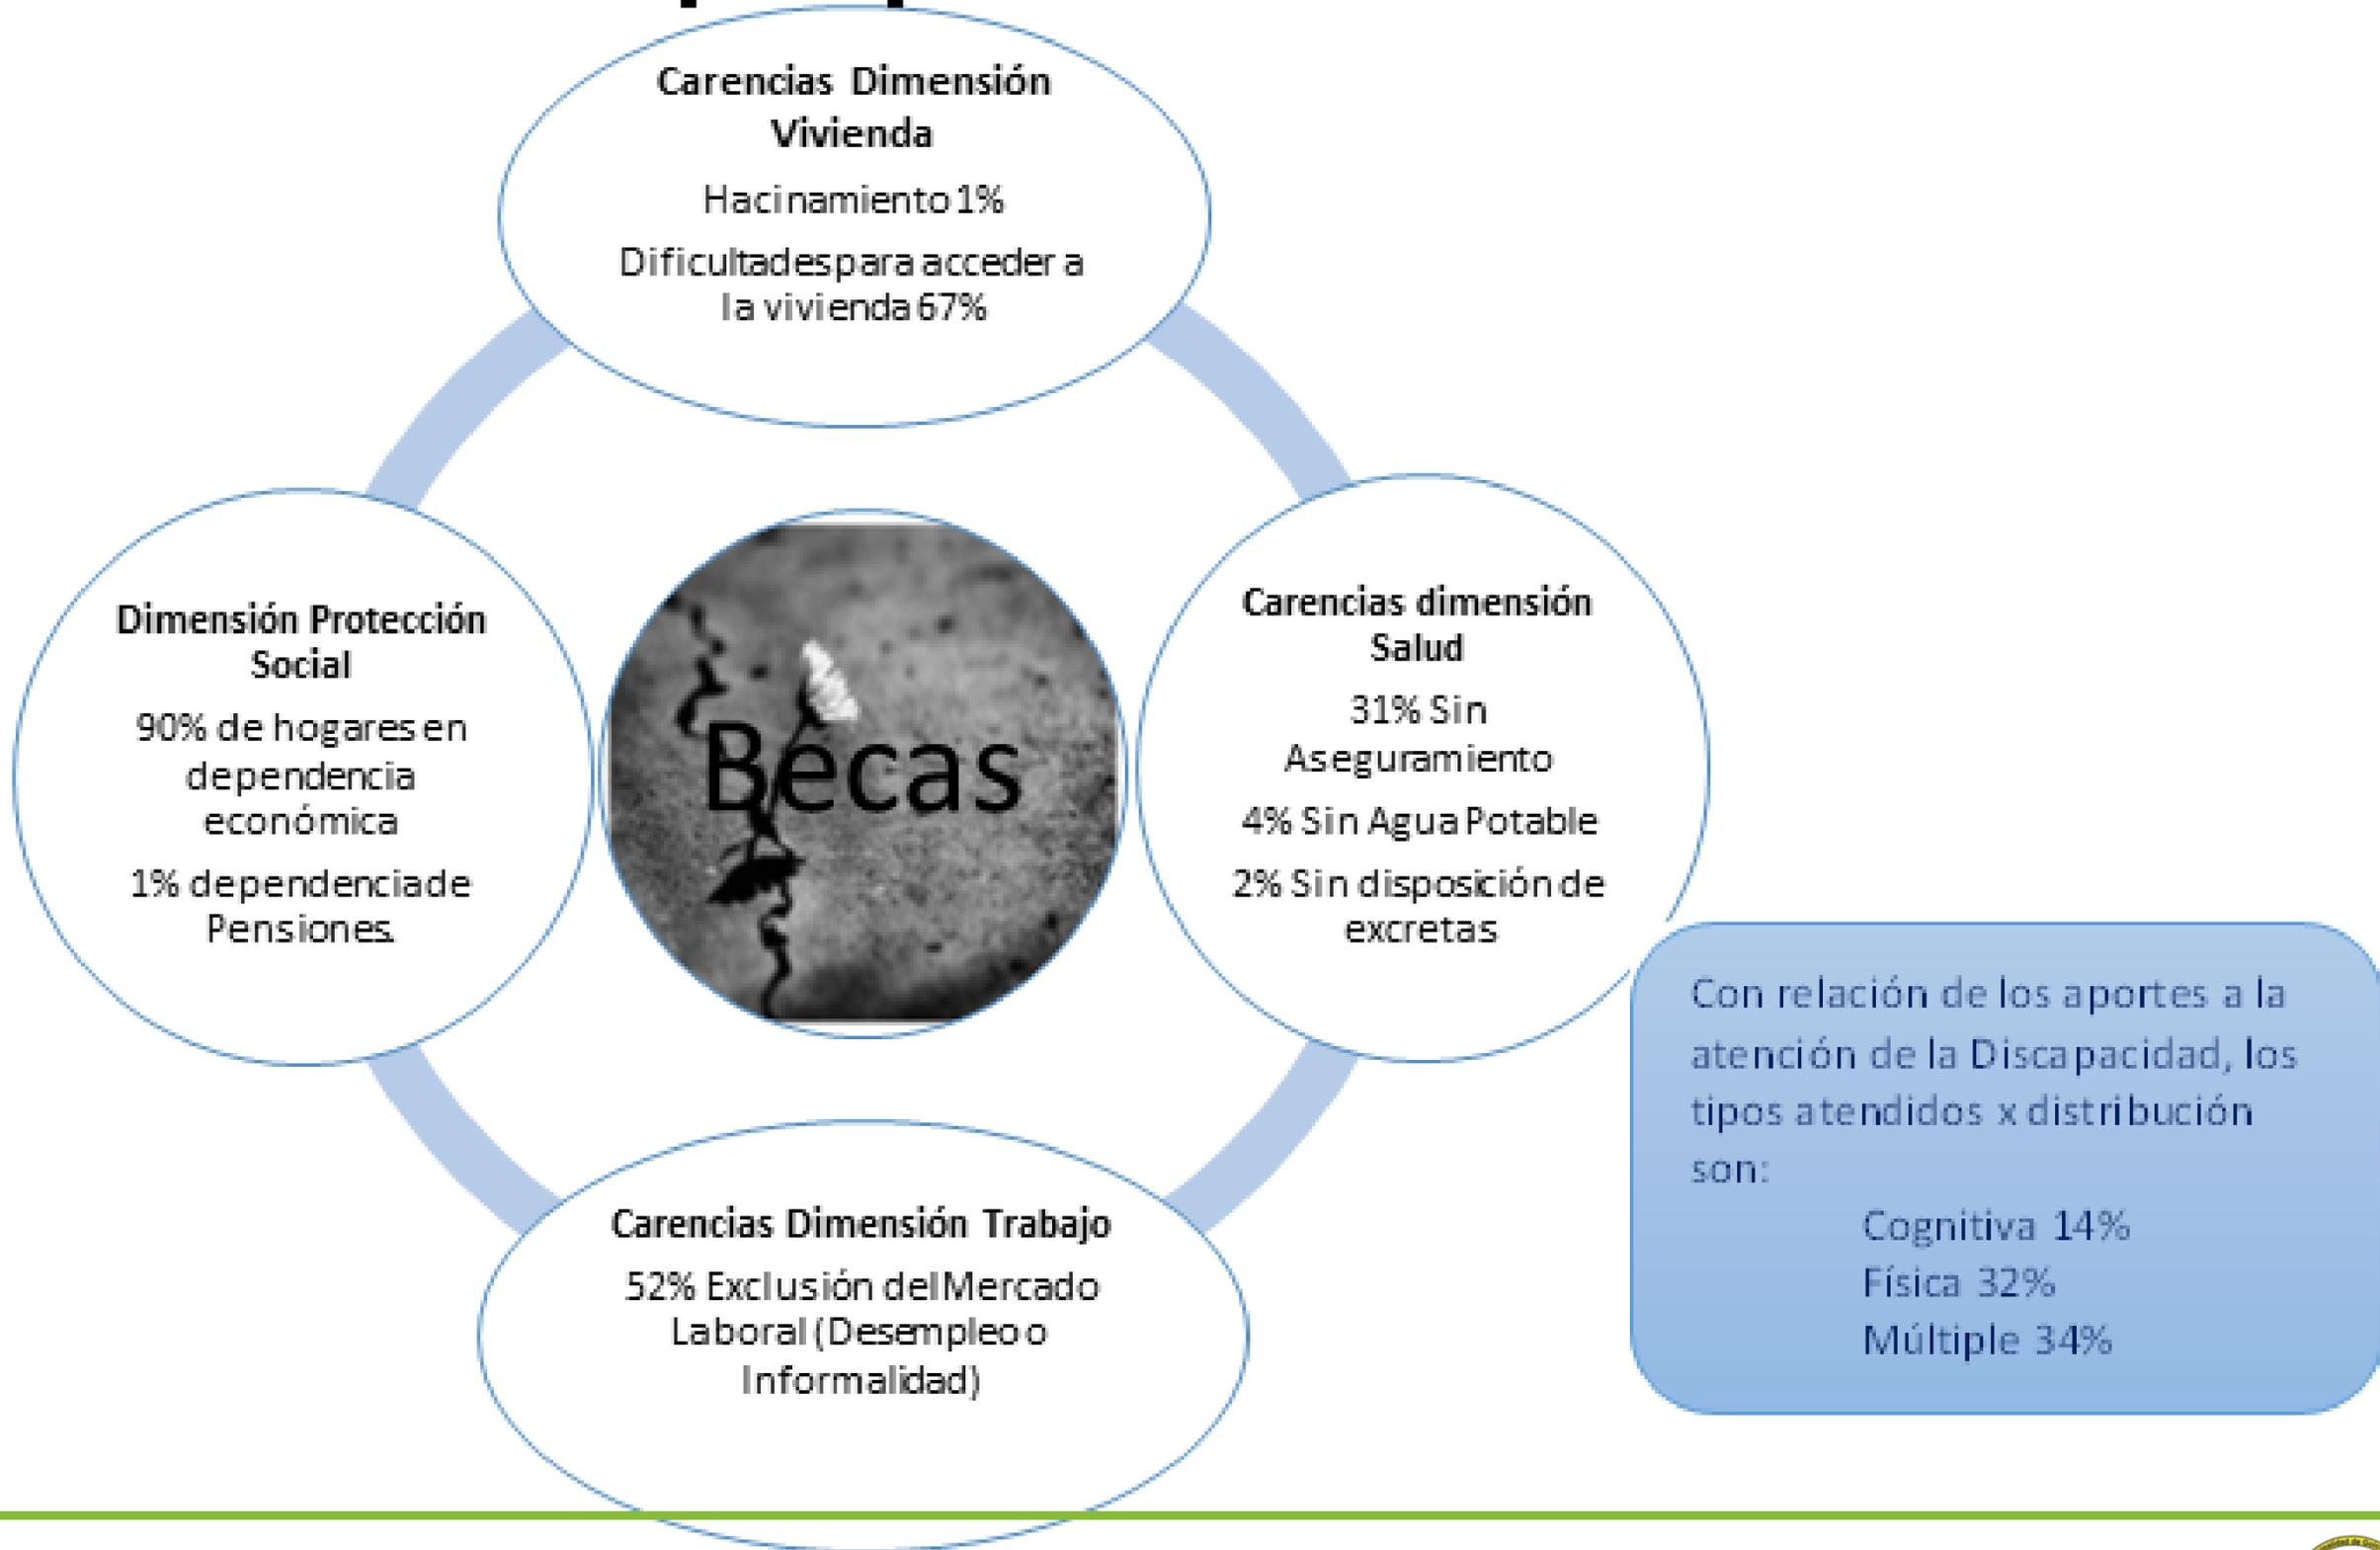 Carencias Dimensión
Vivienda
Hacinamiento 1%
Dificultades para acceder a
la vivienda 67%
Dimensión Protección
Social
90% de hogares en
dependencia
económica
1% dependencia de
Pensiones.
Becas
Carencias dimensión
Salud
31% Sin
Aseguramiento
4% Sin Agua Potable
2% Sin disposición de
excretas
Carencias Dimensión Trabajo
52% Exclusión del Mercado
Laboral (Desempleo o
Informalidad)
Con relación de los aportes a la
atención de la Discapacidad, los
tipos atendidos x distribución
son:
Cognitiva 14%
Física 32%
Múltiple 34%